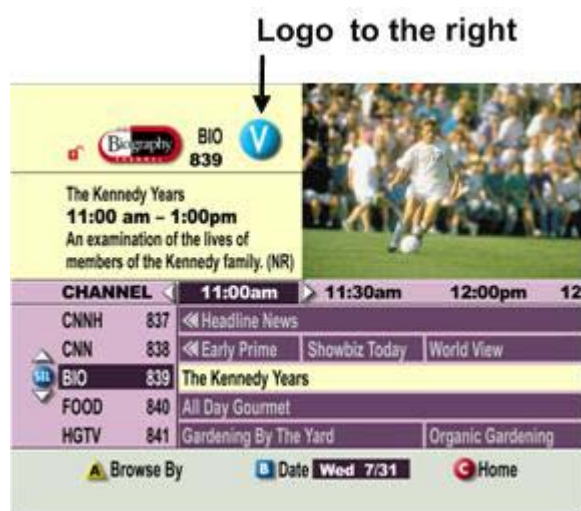 Logo to the right
Biography
CHANNEL
BIO
839
V
The Kennedy Years
11:00 am – 1:00pm
An examination of the lives of
members of the Kennedy family. (NR)
CHANNEL 11:00am 11:30am 12:00pm 12
CNNH 837 Headline News
CNN 838 Early Prime Showbiz Today World View
SEL BIO 839 The Kennedy Years
FOOD 840 All Day Gourmet
HGTV 841 Gardening By The Yard Organic Gardening
A Browse By B Date Wed 7/31 C Home